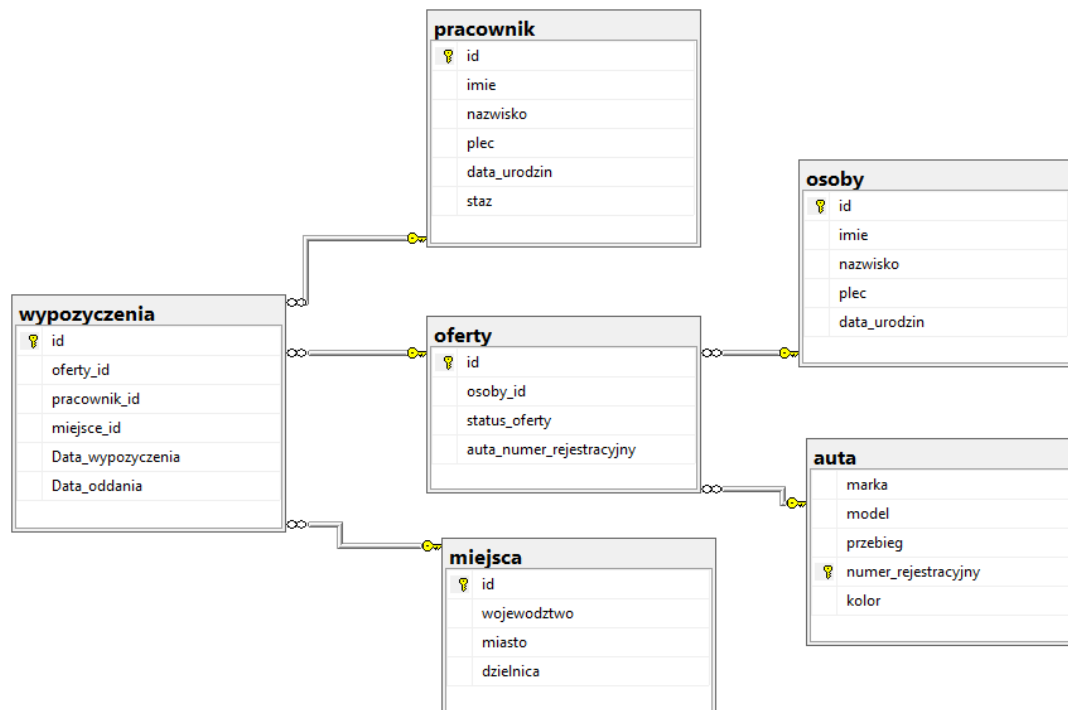 pracownik
id
imie
nazwisko
plec
data_urodzin
staz
osoby
id
imie
nazwisko
plec
data_urodzin
wypozyczenia
id
oferty_id
pracownik_id
miejsce_id
Data_wypozyczenia
Data_oddania
oferty
id
osoby_id
status_oferty
auta_numer_rejestracyjny
auta
marka
model
przebieg
numer_rejestracyjny
kolor
miejsca
id
wojewodztwo
miasto
dzielnica